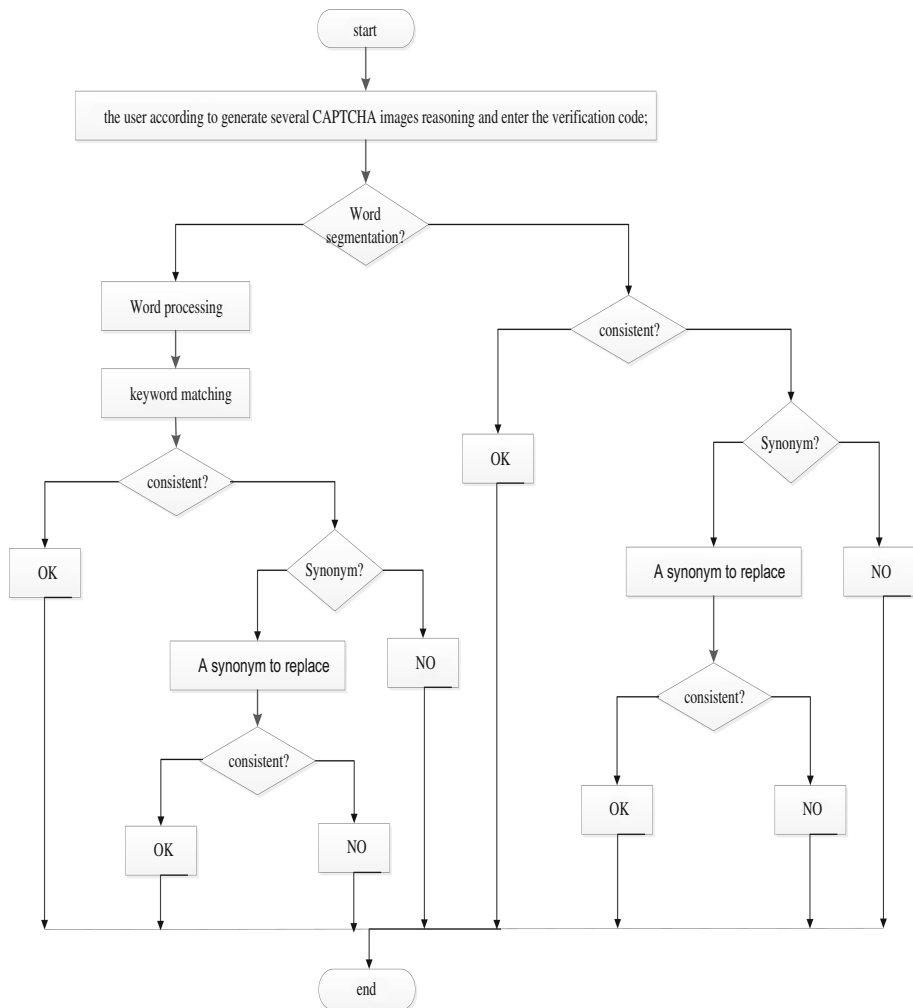 start
the user according to generate several CAPTCHA images reasoning and enter the verification code;
Word
segmentation?
Word processing
consistent?
keyword matching
Synonym?
OK
consistent?
OK
Synonym?
A synonym to replace
NO
A synonym to replace
NO
consistent?
consistent?
OK
NO
OK
NO
end